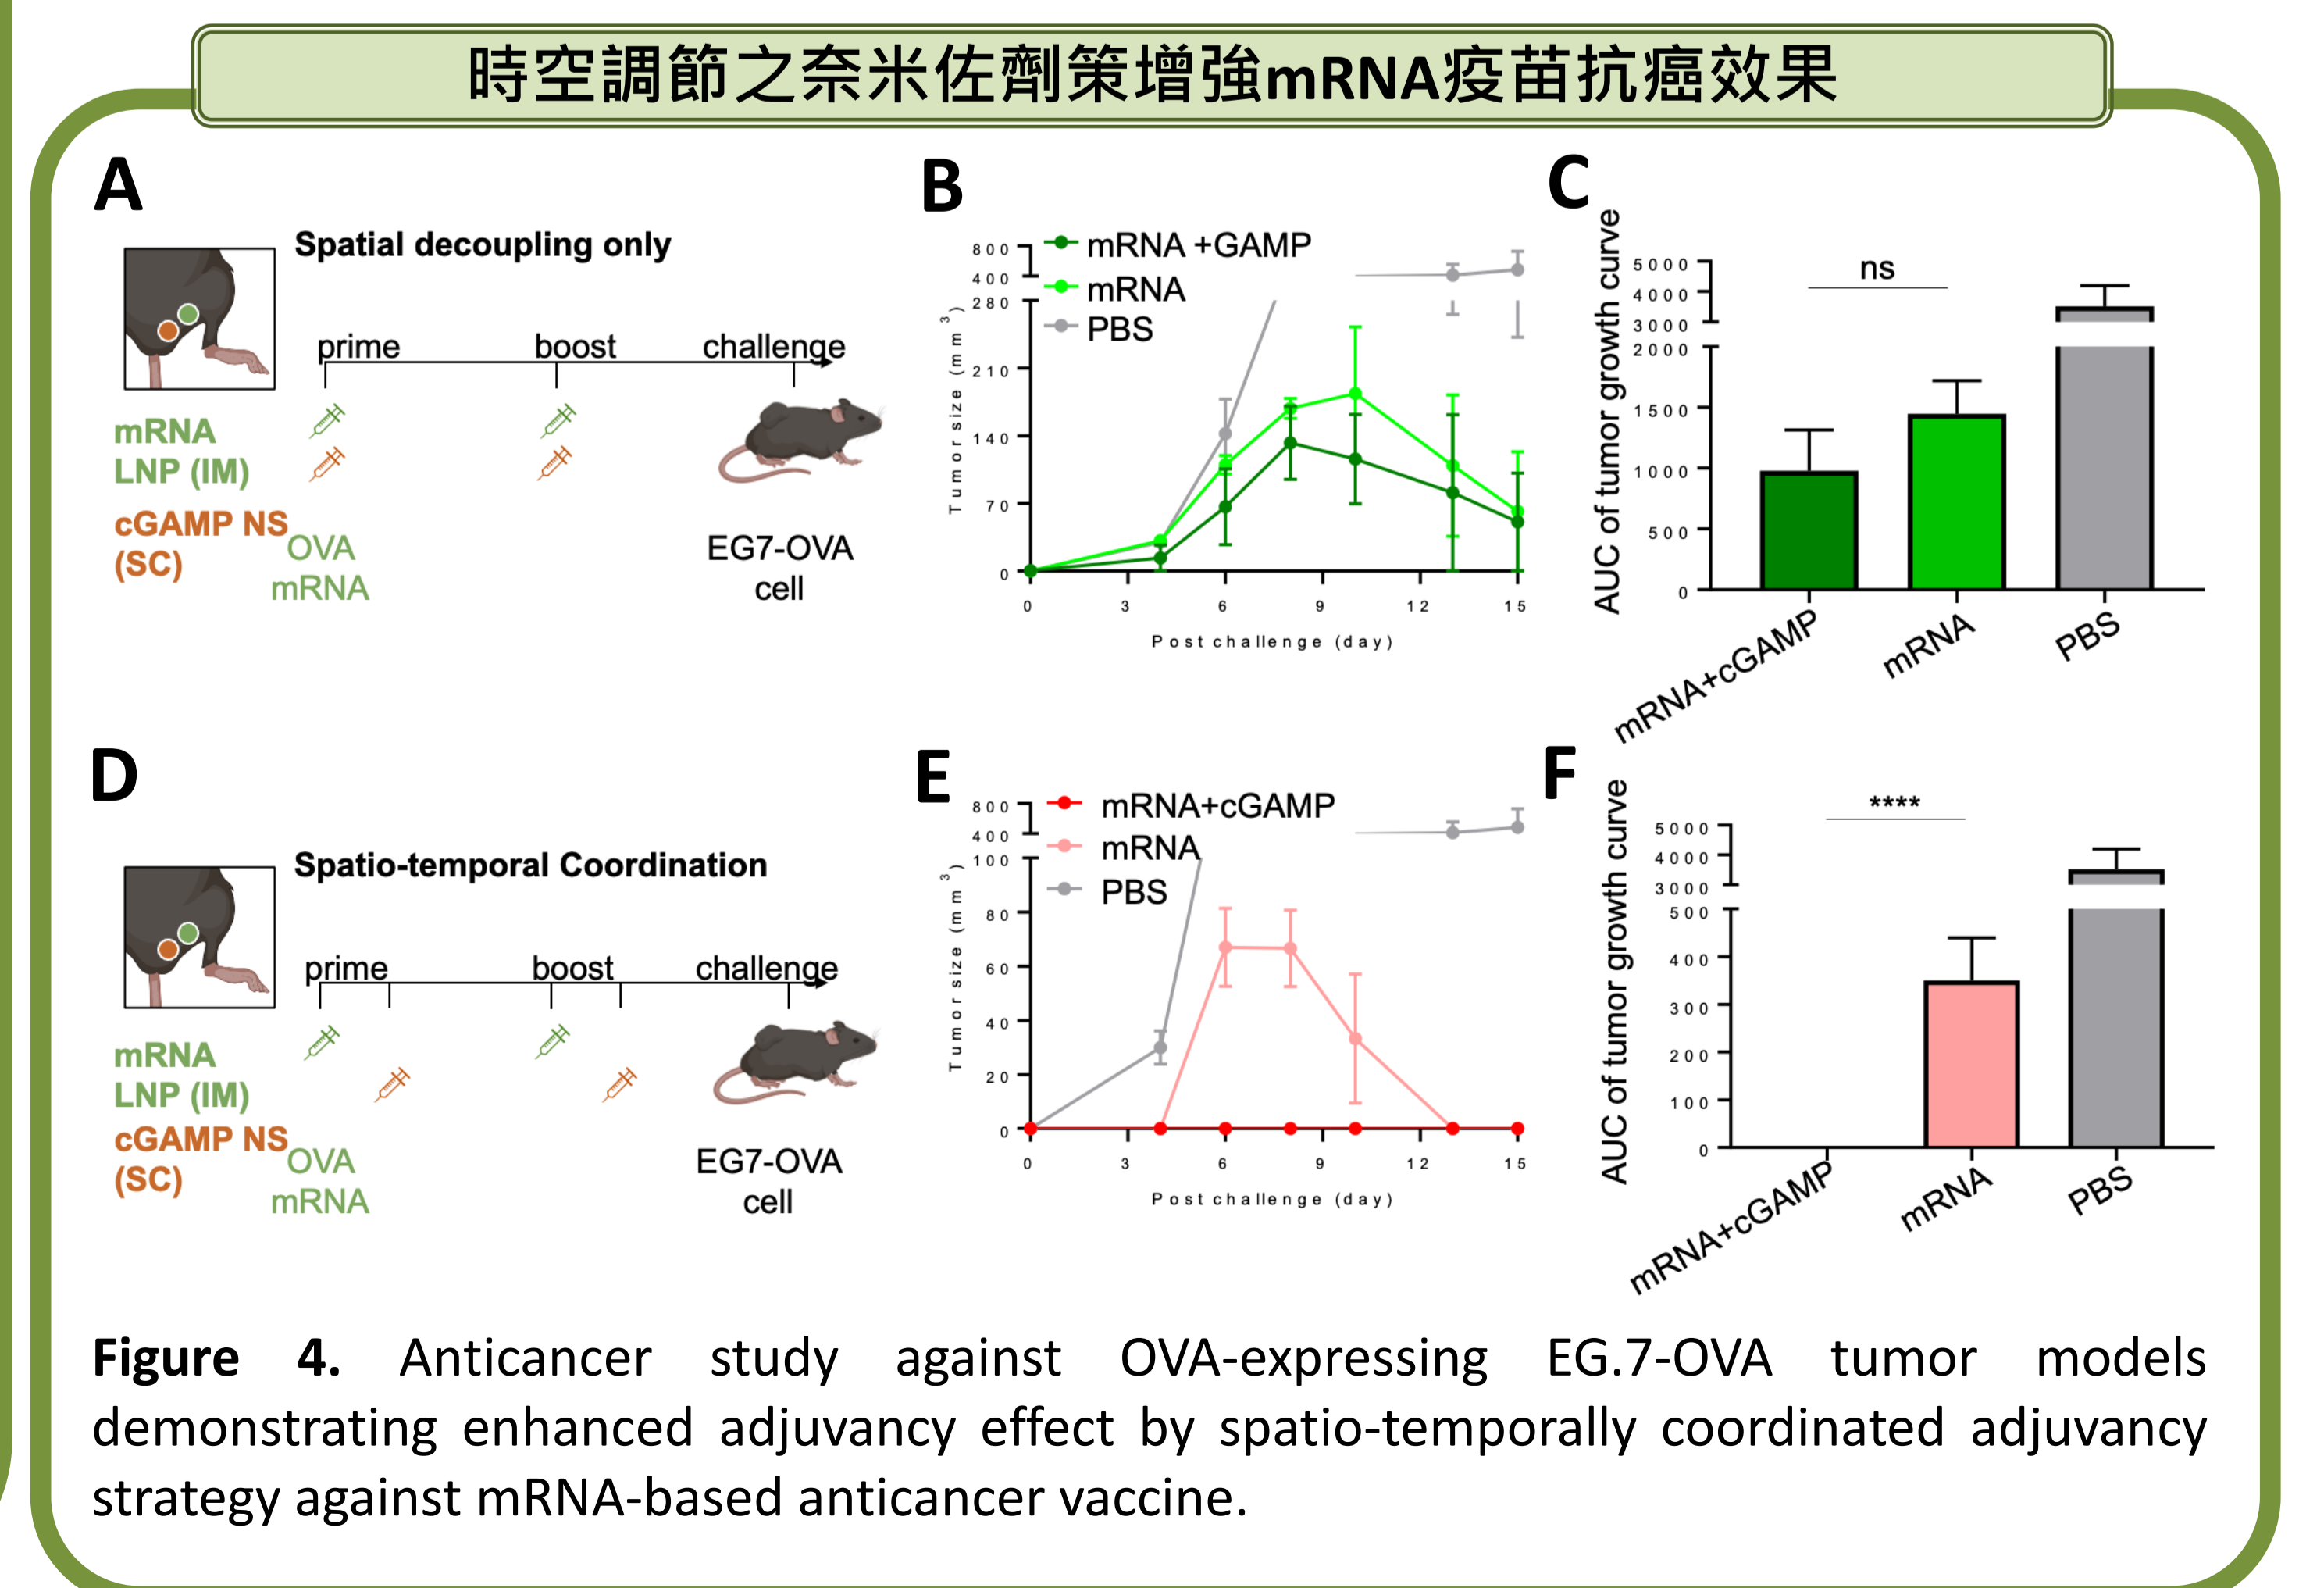 時空調節之奈米佐劑策增強mRNA疫苗抗癌效果
A
Spatial decoupling only
prime boost challenge
mRNA
LNP (IM)
cGAMP NS
(SC)
OVA
mRNA
EG7-OVA
cell
B
mRNA +GAMP
mRNA
PBS
800
400
280
210
140
70
0
Tumor size (mm3)
0 3 6 9 12 15
Post challenge (day)
C
ns
AUC of tumor growth curve
5000
4000
3000
2000
1500
1000
500
0
mRNA+cGAMP mRNA PBS
D
Spatio-temporal Coordination
prime boost challenge
mRNA
LNP (IM)
cGAMP NS
(SC)
OVA
mRNA
EG7-OVA
cell
E
mRNA+cGAMP
mRNA
PBS
800
400
100
80
60
40
20
0
Tumor size (mm3)
0 3 6 9 12 15
Post challenge (day)
F
****
AUC of tumor growth curve
5000
4000
3000
500
400
300
200
100
0
mRNA+cGAMP mRNA PBS
Figure 4. Anticancer study against OVA-expressing EG.7-OVA tumor models
demonstrating enhanced adjuvancy effect by spatio-temporally coordinated adjuvancy
strategy against mRNA-based anticancer vaccine.